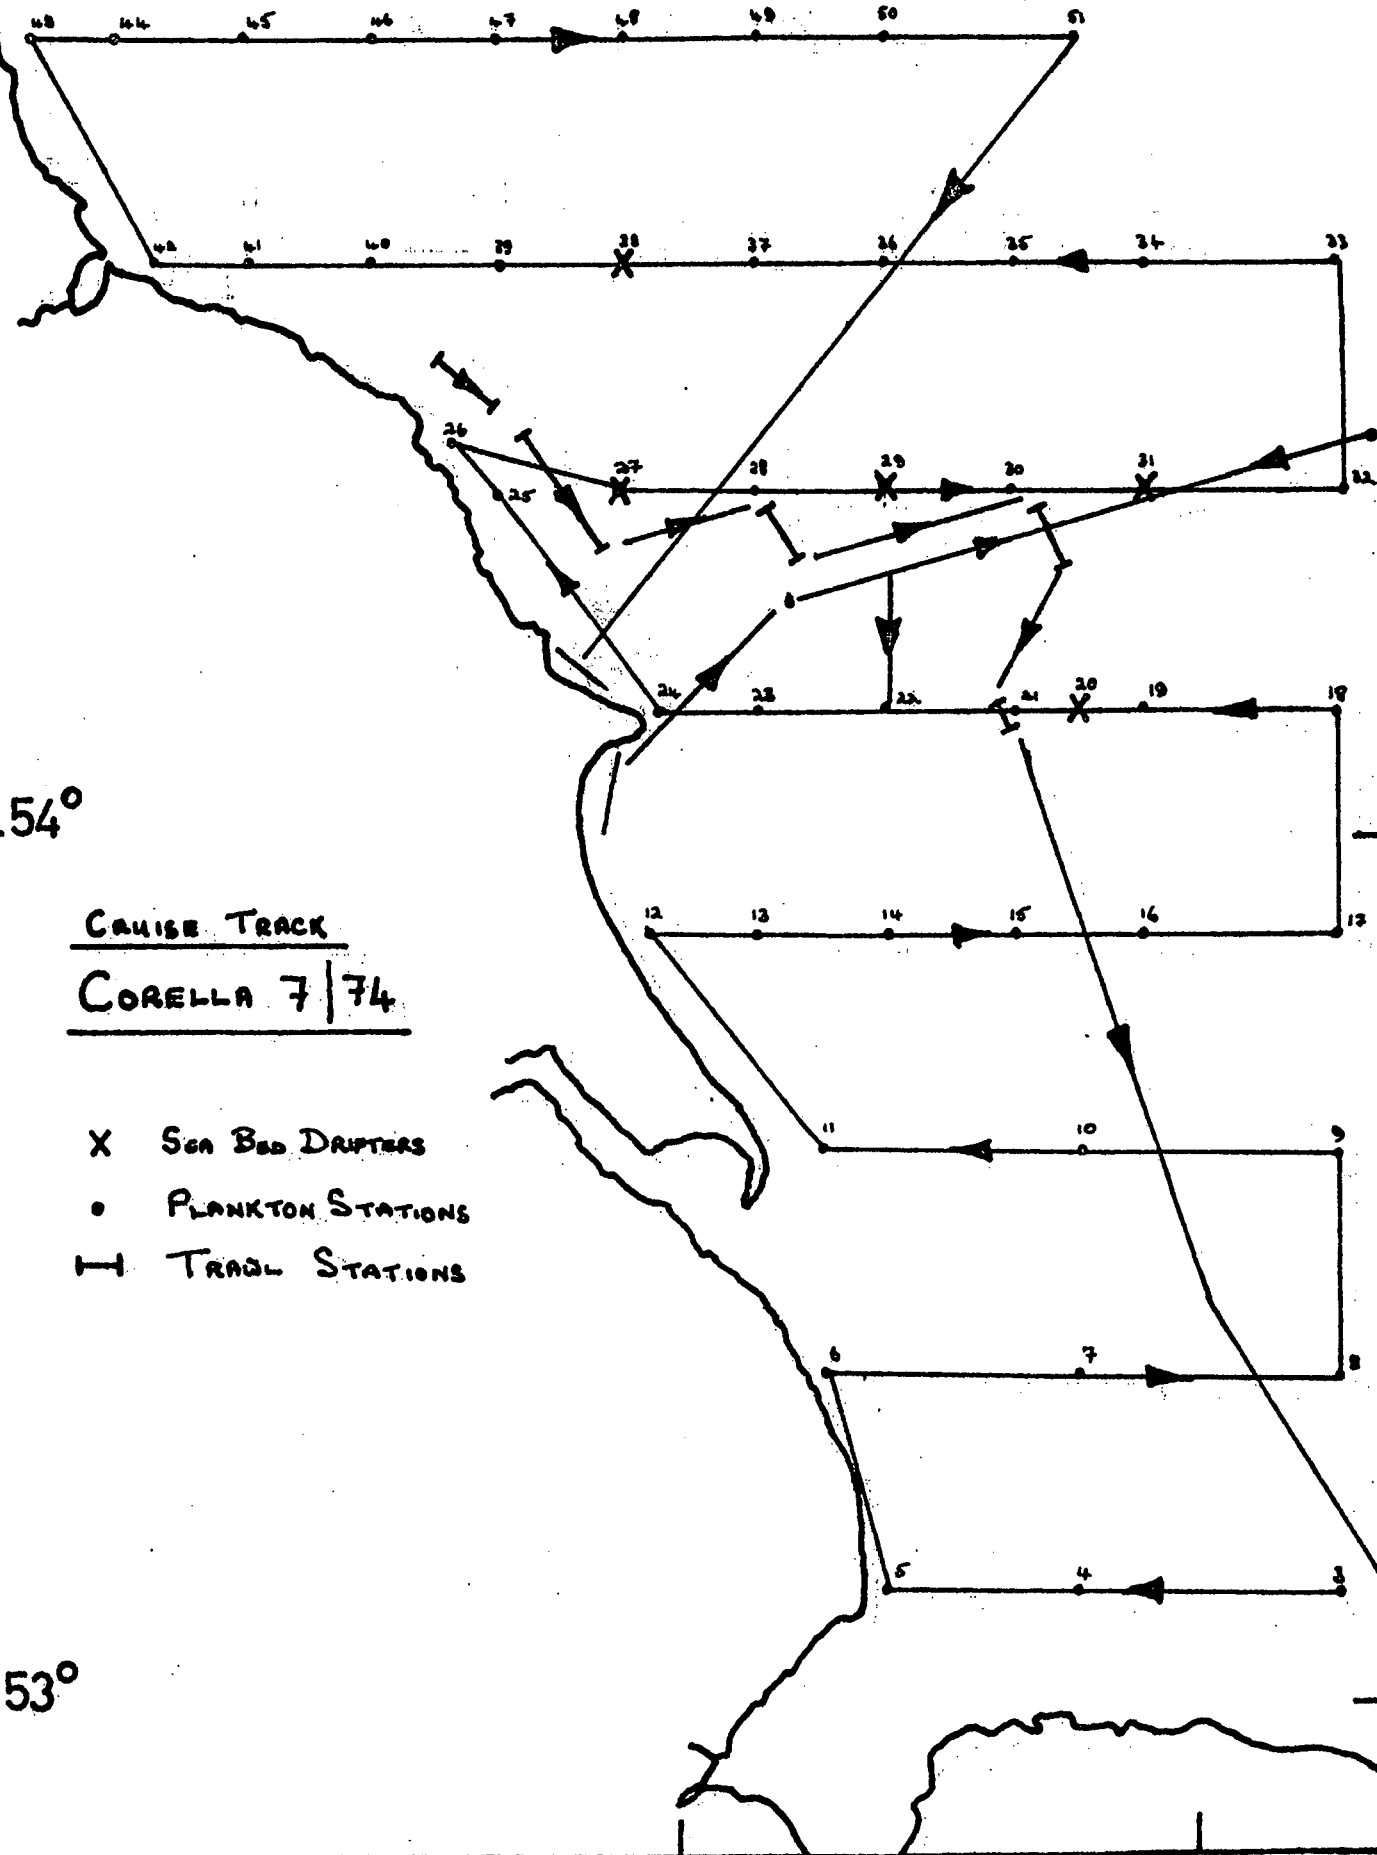 43 44 45 46 47 48 49 50 51
42 41 40 39 38 37 36 35 34 33
26 27 28 29 30 31 32
25
24 23 22 21 20 19 18
54°
12 13 14 15 16 17
CRUISE TRACK
CORELLA 7|74
11 10 9
X SEA BED DRIFTERS
• PLANKTON STATIONS
TRAWL STATIONS
6 7 8
5 4 3
53°